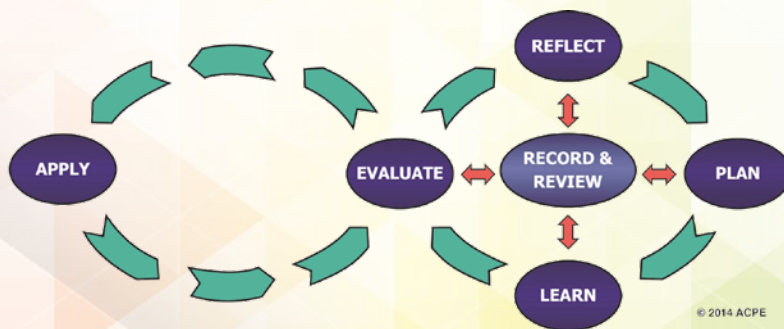 REFLECT
APPLY
EVALUATE
RECORD &
REVIEW
PLAN
LEARN
© 2014 ACPE